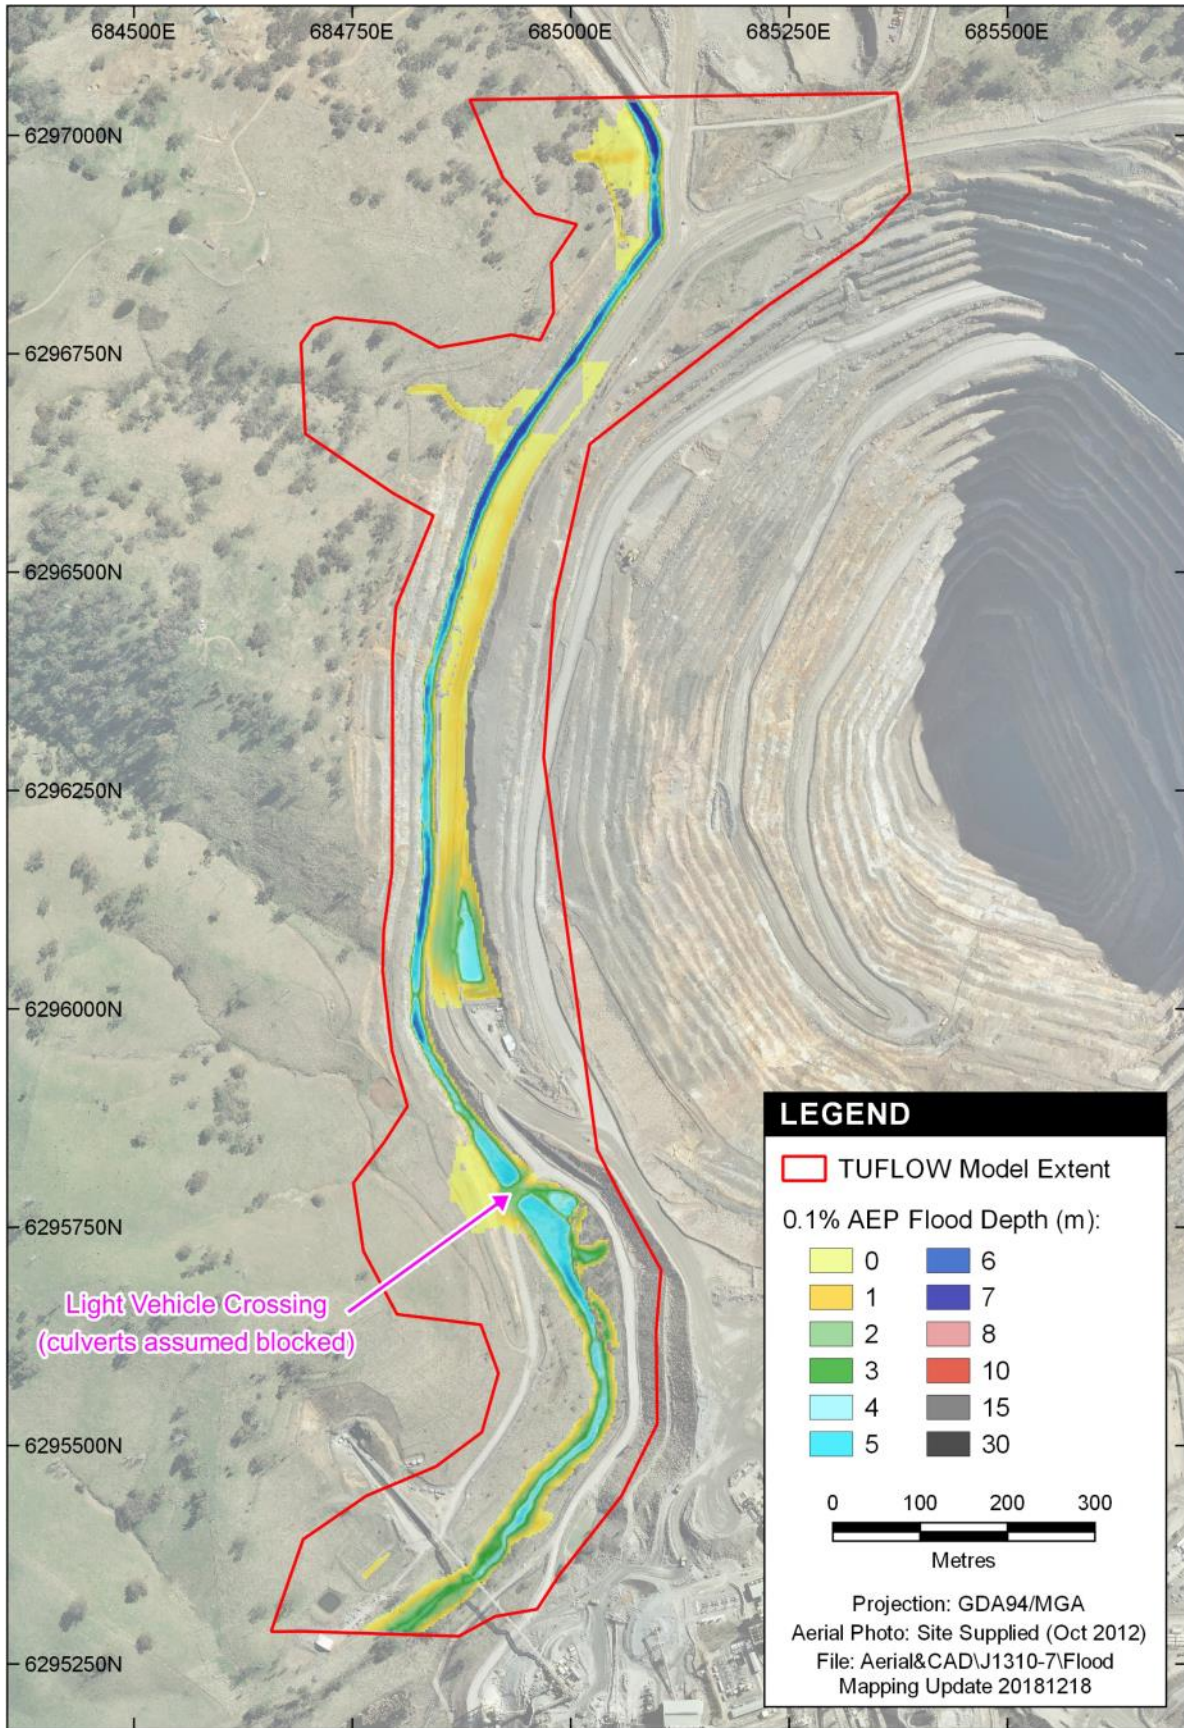 684500E 684750E 685000E 685250E 685500E
6297000N
6296750N
6296500N
6296250N
6296000N
6295750N
6295500N
6295250N
Light Vehicle Crossing
(culverts assumed blocked)
LEGEND
TUFLOW Model Extent
0.1% AEP Flood Depth (m):
0 6
1 7
2 8
3 10
4 15
5 30
0 100 200 300
Metres
Projection: GDA94/MGA
Aerial Photo: Site Supplied (Oct 2012)
File: Aerial&CAD\J1310-7\Flood
Mapping Update 20181218